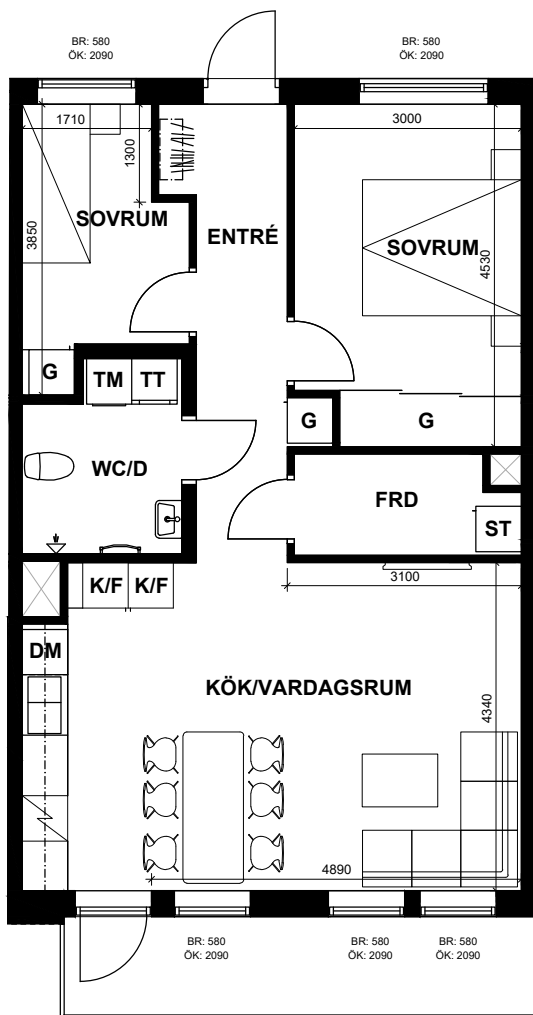 BR: 580
ÖK: 2090
BR: 580
ÖK: 2090
1710
3000
1300
3850
SOVRUM
ENTRÉ
SOVRUM
4530
G
TM
TT
G
G
WC/D
FRD
ST
K/F
K/F
3100
DM
KÖK/VARDAGSRUM
4340
4890
BR: 580
ÖK: 2090
BR: 580
ÖK: 2090
BR: 580
ÖK: 2090